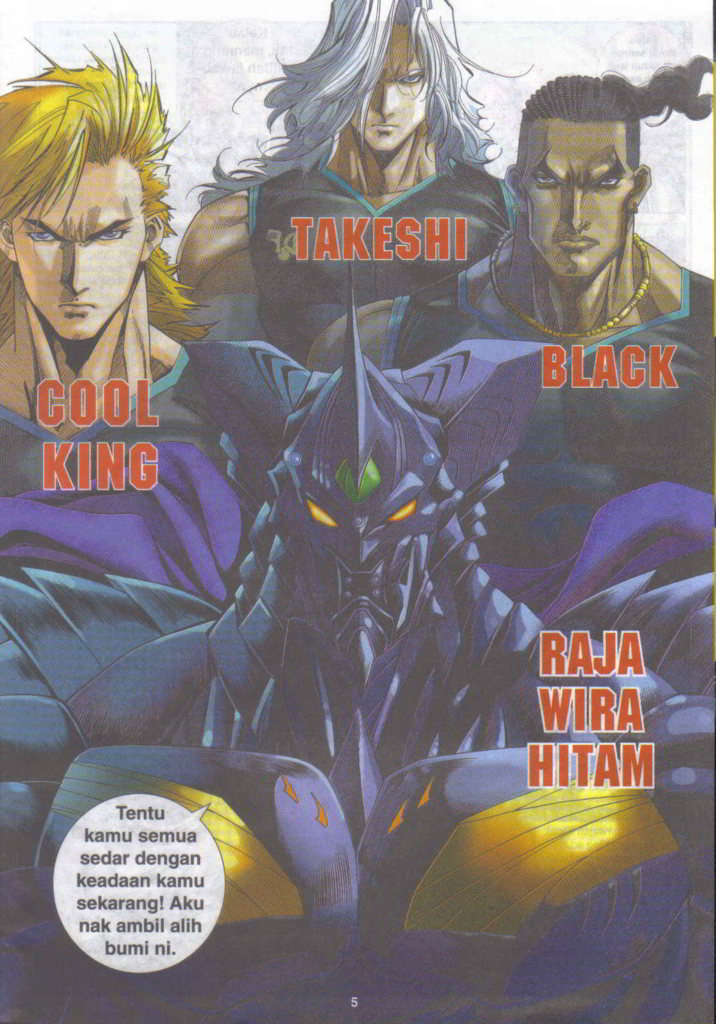 TAKESHI
BLACK
COOL
KING
RAJA
WIRA
HITAM
Tentu
kamu semua
sedar dengan
keadaan kamu
sekarang! Aku
nak ambil alih
bumi ni.
5